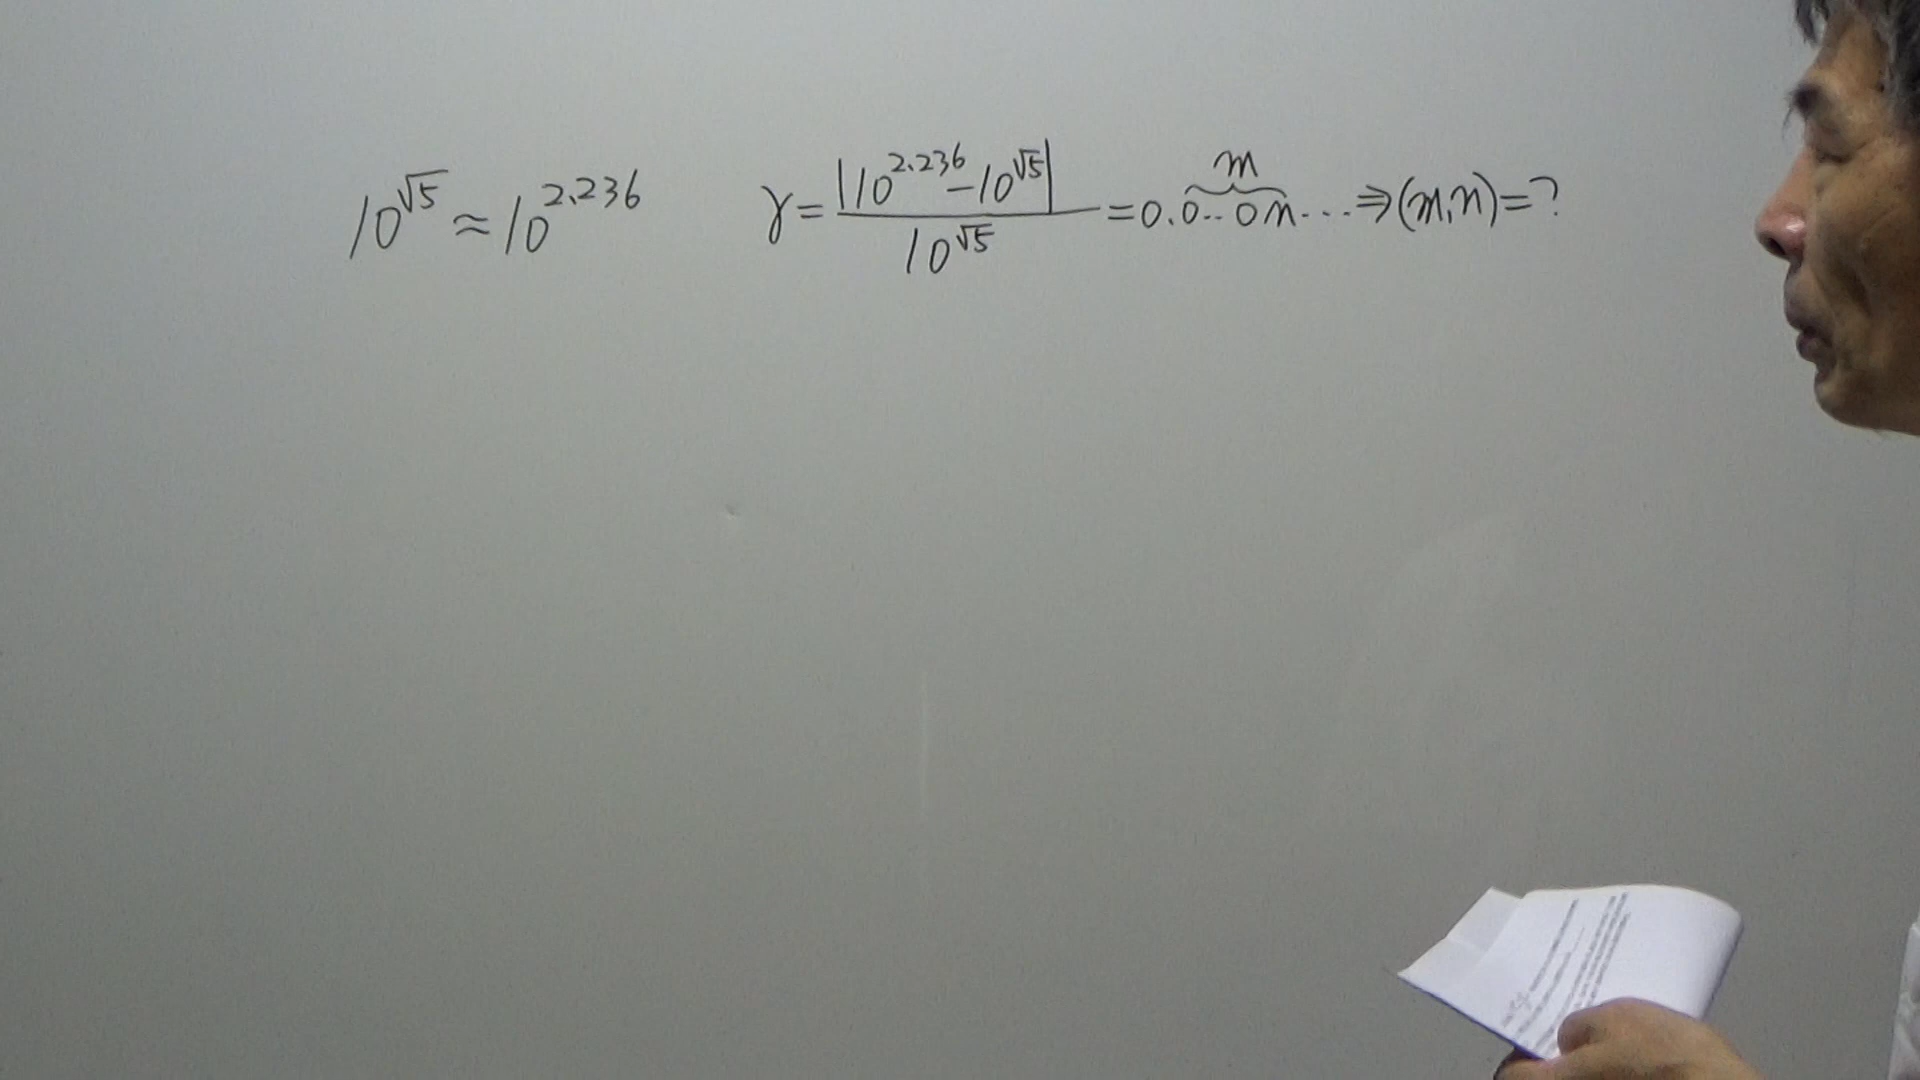 10^√5 ≈ 10^2.236   γ = |10^2.236 - 10^√5| / 10^√5 = 0.0..0n... (m) ⇒ (m,n) = ?